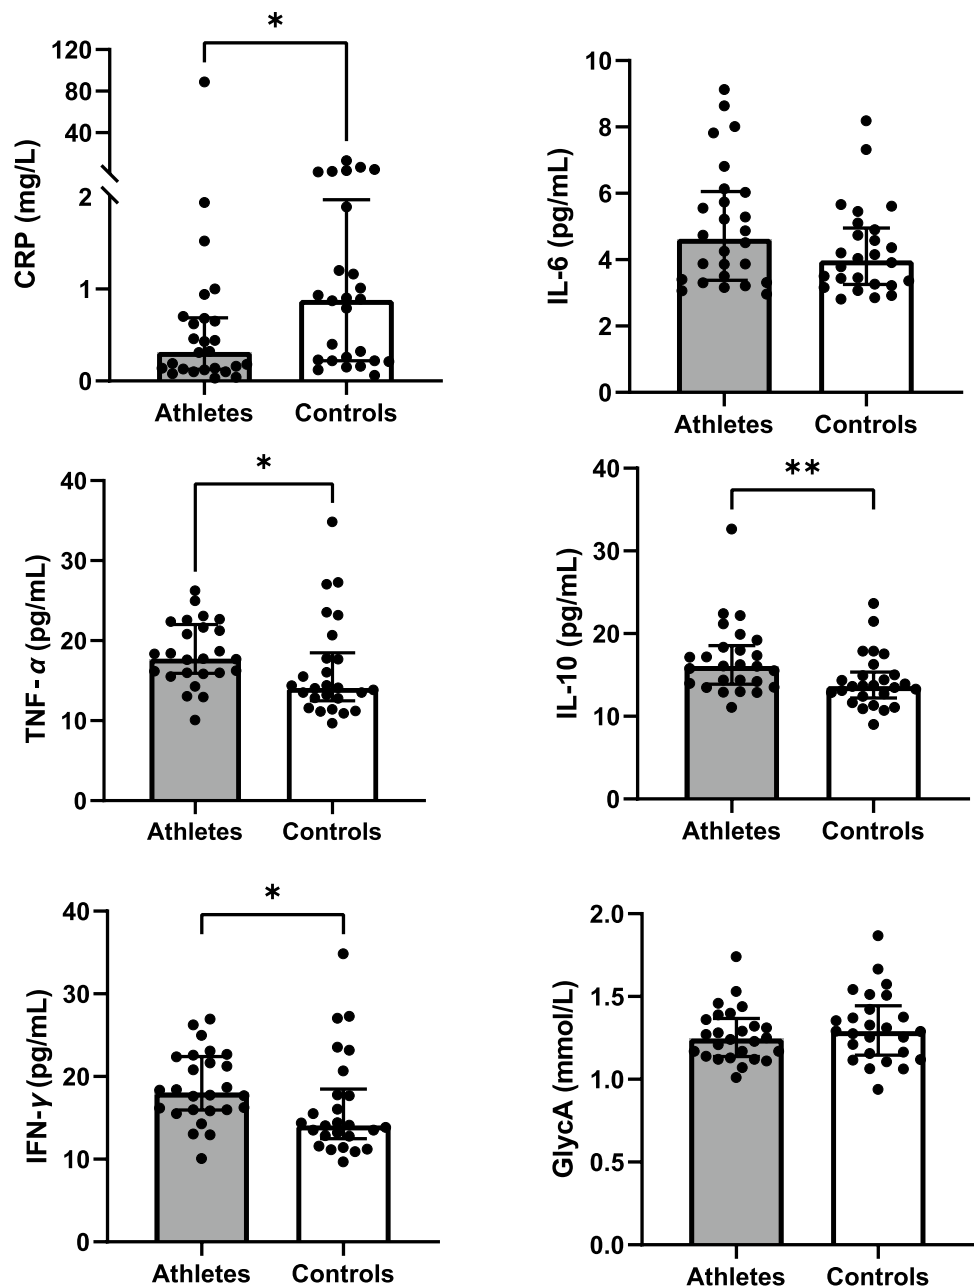 *
CRP (mg/L)
120
80
40
2
1
0
Athletes
Controls
IL-6 (pg/mL)
10
8
6
4
2
0
Athletes
Controls
*
TNF- α (pg/mL)
40
30
20
10
0
Athletes
Controls
**
IL-10 (pg/mL)
40
30
20
10
0
Athletes
Controls
*
IFN-γ (pg/mL)
40
30
20
10
0
Athletes
Controls
GlycA (mmol/L)
2.0
1.5
1.0
0.5
0.0
Athletes
Controls